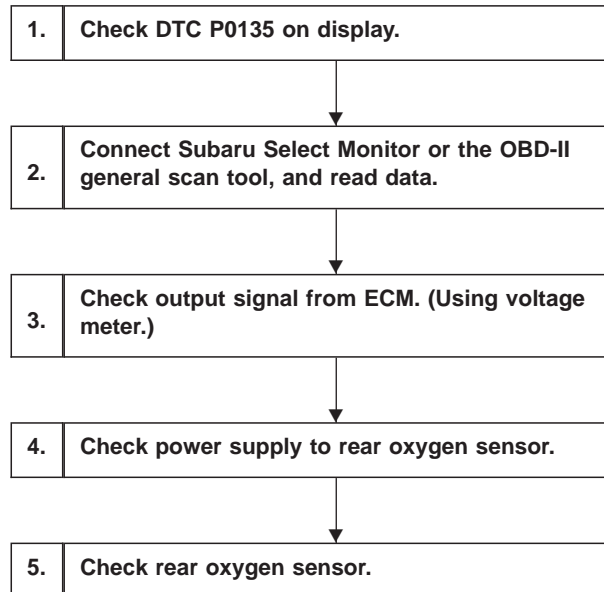 1. Check DTC P0135 on display.
2. Connect Subaru Select Monitor or the OBD-II
general scan tool, and read data.
3. Check output signal from ECM. (Using voltage
meter.)
4. Check power supply to rear oxygen sensor.
5. Check rear oxygen sensor.